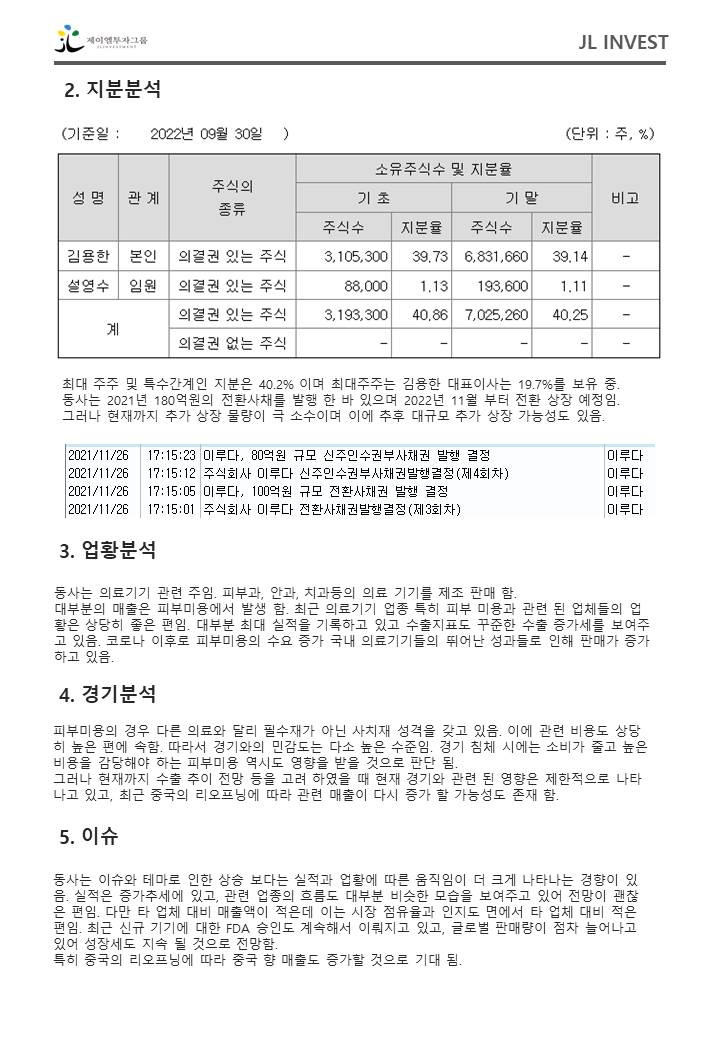 제이엘투자그룹
JLINVESTMENT
JL INVEST
2. 지분분석
(기준일 : 2022년 09월 30일 ) (단위 : 주, %)
성 명 관 계 주식의 종류 소유주식수 및 지분율 비고
기 초 기 말
주식수 지분율 주식수 지분율
김용한 본인 의결권 있는 주식 3,105,300 39.73 6,831,660 39.14 -
설영수 임원 의결권 있는 주식 88,000 1.13 193,600 1.11 -
계 의결권 있는 주식 3,193,300 40.86 7,025,260 40.25 -
의결권 없는 주식 - - - - -
최대 주주 및 특수간계인 지분은 40.2% 이며 최대주주는 김용한 대표이사는 19.7%를 보유 중.
동사는 2021년 180억원의 전환사채를 발행 한 바 있으며 2022년 11월 부터 전환 상장 예정임.
그러나 현재까지 추가 상장 물량이 극 소수이며 이에 추후 대규모 추가 상장 가능성도 있음.
2021/11/26 17:15:23 이루다, 80억원 규모 신주인수권부사채권 발행 결정 이루다
2021/11/26 17:15:12 주식회사 이루다 신주인수권부사채권발행결정(제4회차) 이루다
2021/11/26 17:15:05 이루다, 100억원 규모 전환사채권 발행 결정 이루다
2021/11/26 17:15:01 주식회사 이루다 전환사채권발행결정(제3회차) 이루다
3. 업황분석
동사는 의료기기 관련 주임. 피부과, 안과, 치과등의 의료 기기를 제조 판매 함.
대부분의 매출은 피부미용에서 발생 함. 최근 의료기기 업종 특히 피부 미용과 관련 된 업체들의 업
황은 상당히 좋은 편임. 대부분 최대 실적을 기록하고 있고 수출지표도 꾸준한 수출 증가세를 보여주
고 있음. 코로나 이후로 피부미용의 수요 증가 국내 의료기기들의 뛰어난 성과들로 인해 판매가 증가
하고 있음.
4. 경기분석
피부미용의 경우 다른 의료와 달리 필수재가 아닌 사치재 성격을 갖고 있음. 이에 관련 비용도 상당
히 높은 편에 속함. 따라서 경기와의 민감도는 다소 높은 수준임. 경기 침체 시에는 소비가 줄고 높은
비용을 감당해야 하는 피부미용 역시도 영향을 받을 것으로 판단 됨.
그러나 현재까지 수출 추이 전망 등을 고려 하였을 때 현재 경기와 관련 된 영향은 제한적으로 나타
나고 있고, 최근 중국의 리오프닝에 따라 관련 매출이 다시 증가 할 가능성도 존재 함.
5. 이슈
동사는 이슈와 테마로 인한 상승 보다는 실적과 업황에 따른 움직임이 더 크게 나타나는 경향이 있
음. 실적은 증가추세에 있고, 관련 업종의 흐름도 대부분 비슷한 모습을 보여주고 있어 전망이 괜찮
은 편임. 다만 타 업체 대비 매출액이 적은데 이는 시장 점유율과 인지도 면에서 타 업체 대비 적은
편임. 최근 신규 기기에 대한 FDA 승인도 계속해서 이뤄지고 있고, 글로벌 판매량이 점차 늘어나고
있어 성장세도 지속 될 것으로 전망함.
특히 중국의 리오프닝에 따라 중국 향 매출도 증가할 것으로 기대 됨.